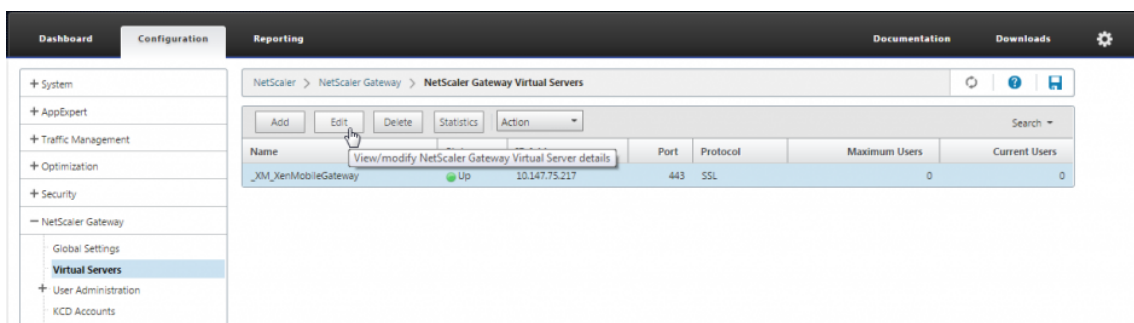 Dashboard Configuration Reporting Documentation Downloads
+ System
+ AppExpert
+ Traffic Management
+ Optimization
+ Security
− NetScaler Gateway
Global Settings
Virtual Servers
+ User Administration
KCD Accounts
NetScaler > NetScaler Gateway > NetScaler Gateway Virtual Servers ?
Add Edit Delete Statistics Action Search
Name Port Protocol Maximum Users Current Users
View/modify NetScaler Gateway Virtual Server details
_XM_XenMobileGateway Up 10.147.75.217 443 SSL 0 0